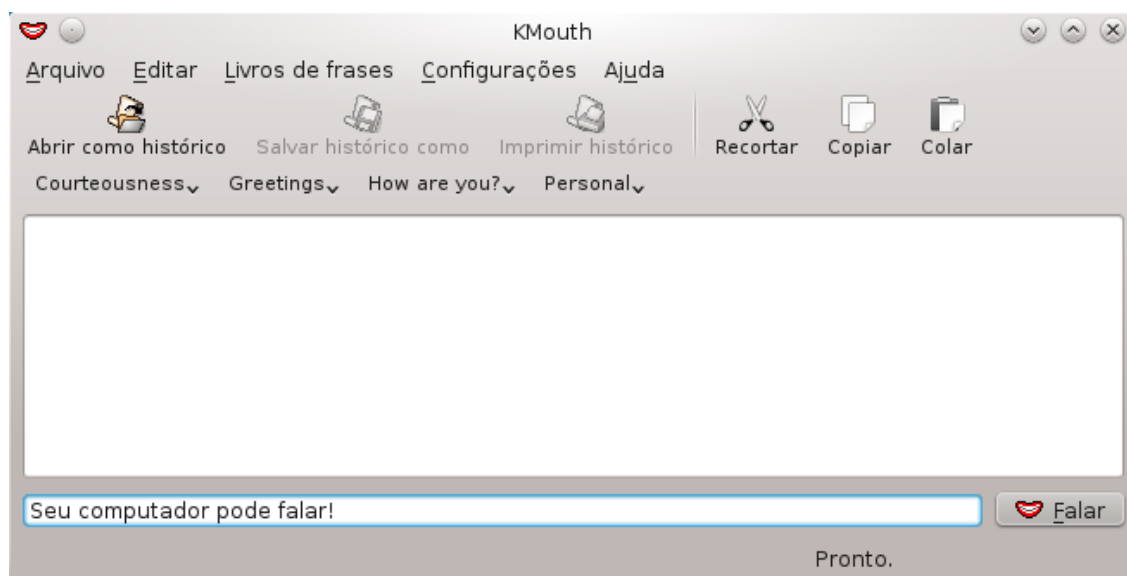 KMouth
Arquivo Editar Livros de frases Configurações Ajuda
Abrir como histórico Salvar histórico como Imprimir histórico Recortar Copiar Colar
Courteousness Greetings How are you? Personal
Seu computador pode falar! Falar
Pronto.